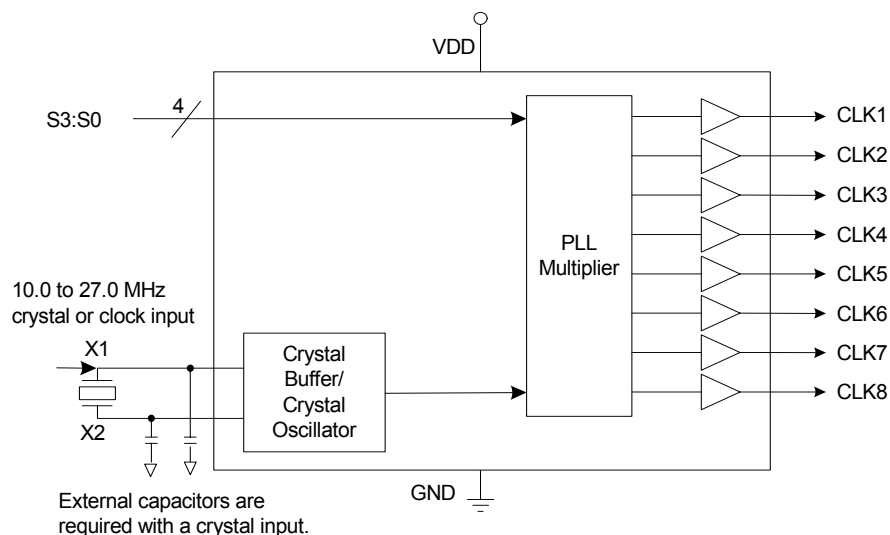 VDD
4
S3:S0
CLK1
CLK2
CLK3
CLK4
CLK5
CLK6
CLK7
CLK8
PLL
Multiplier
10.0 to 27.0 MHz
crystal or clock input
X1
X2
Crystal
Buffer/
Crystal
Oscillator
GND
External capacitors are
required with a crystal input.